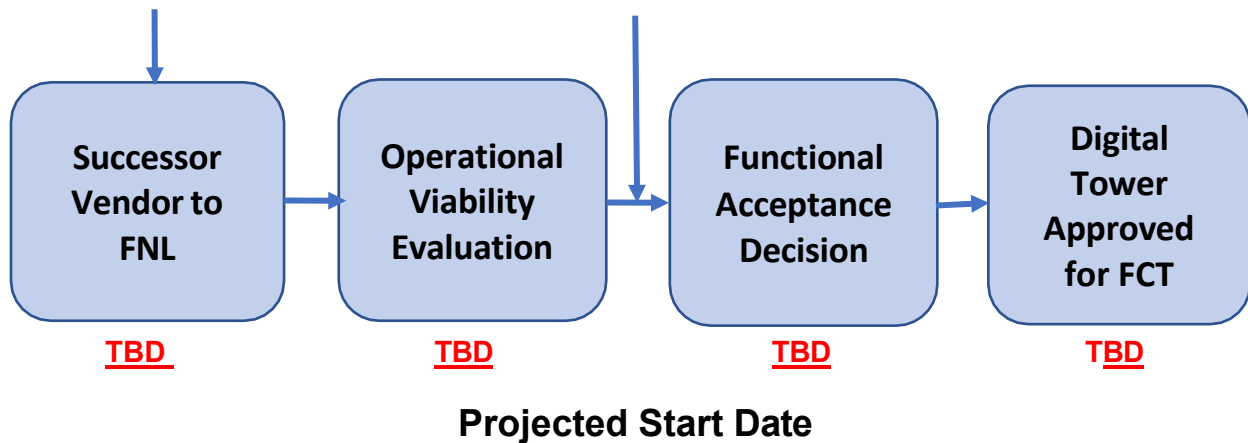 Successor
Vendor to
FNL
Operational
Viability
Evaluation
Functional
Acceptance
Decision
Digital
Tower
Approved
for FCT
TBD
TBD
TBD
TBD
Projected Start Date